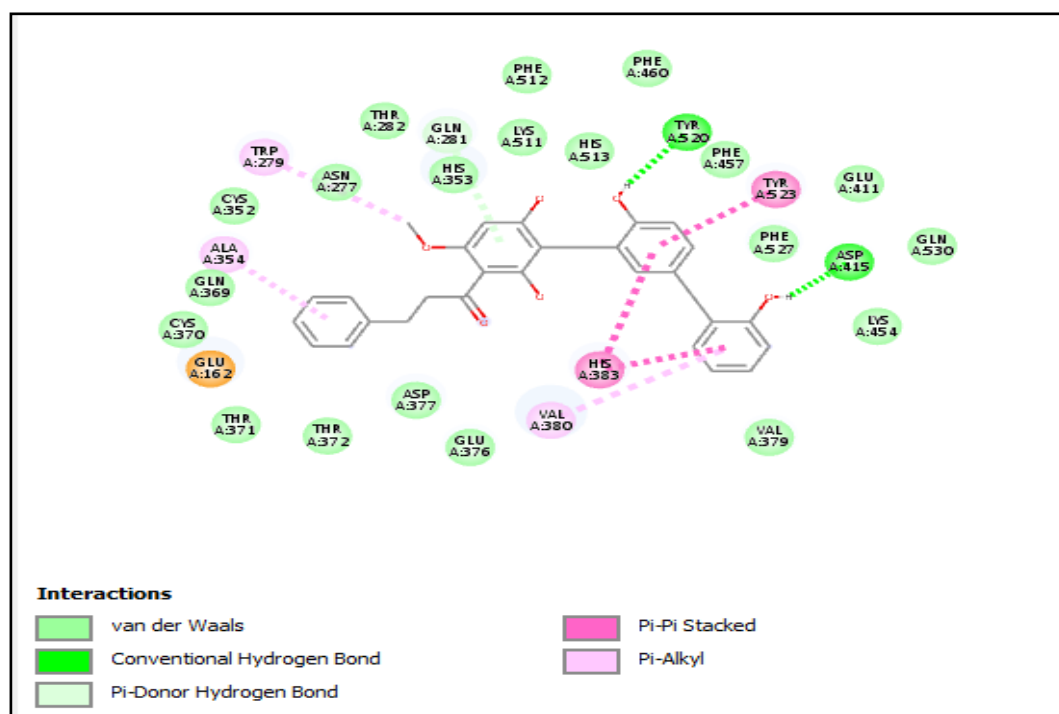 PHE
A:512
PHE
A:460
THR
A:282
GLN
A:281
LYS
A:511
HIS
A:513
TYR
A:520
PHE
A:457
TRP
A:279
ASN
A:277
HIS
A:353
TYR
A:523
GLU
A:411
CYS
A:352
ALA
A:354
PHE
A:527
ASP
A:415
GLN
A:530
GLN
A:369
CYS
A:370
GLU
A:162
LYS
A:454
HIS
A:383
THR
A:371
THR
A:372
ASP
A:377
GLU
A:376
VAL
A:380
VAL
A:379
H
H
Interactions
van der Waals
Conventional Hydrogen Bond
Pi-Donor Hydrogen Bond
Pi-Pi Stacked
Pi-Alkyl